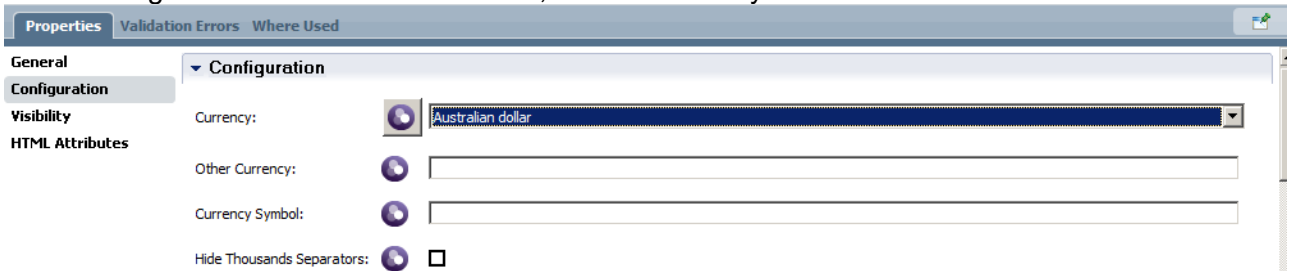 Properties Validation Errors Where Used
General
Configuration
Visibility
HTML Attributes
Configuration
Currency: Australian dollar
Other Currency:
Currency Symbol:
Hide Thousands Separators: